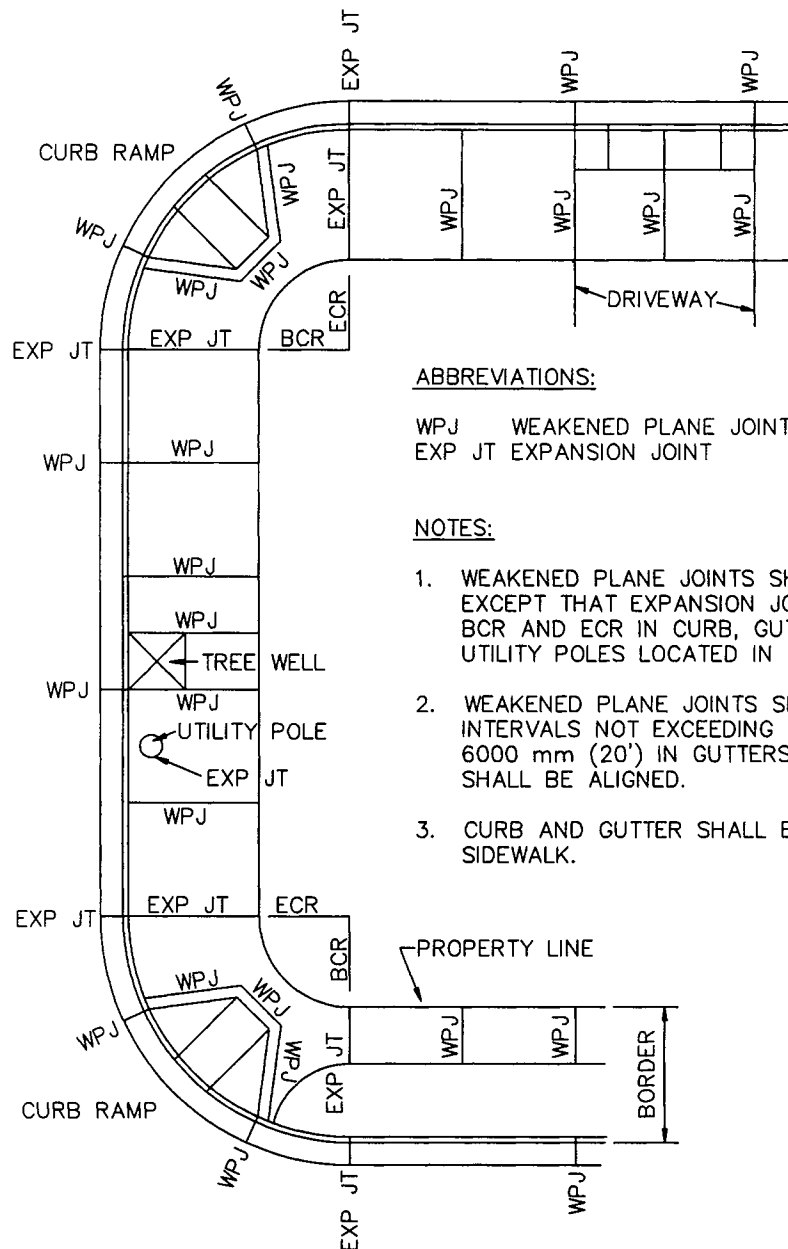 EXP JT
WPJ
WPJ
WPJ
CURB RAMP
WPJ
EXP JT
WPJ
WPJ
WPJ
WPJ
WPJ
WPJ
WPJ
DRIVEWAY
ECR
EXP JT
EXP JT
BCR
ABBREVIATIONS:
WPJ WEAKENED PLANE JOINT
EXP JT EXPANSION JOINT
WPJ
WPJ
NOTES:
1. WEAKENED PLANE JOINTS
EXCEPT THAT EXPANSION
BCR AND ECR IN CURB,
UTILITY POLES LOCATED IN
2. WEAKENED PLANE JOINTS
INTERVALS NOT EXCEEDING
6000 mm (20') IN GUTTERS
SHALL BE ALIGNED.
3. CURB AND GUTTER SHALL
SIDEWALK.
WPJ
WPJ
TREE WELL
WPJ
WPJ
UTILITY POLE
EXP JT
WPJ
EXP JT
EXP JT
ECR
BCR
PROPERTY LINE
WPJ
WPJ
WPJ
WPJ
EXP JT
WPJ
WPJ
BORDER
CURB RAMP
WPJ
EXP JT
WPJ